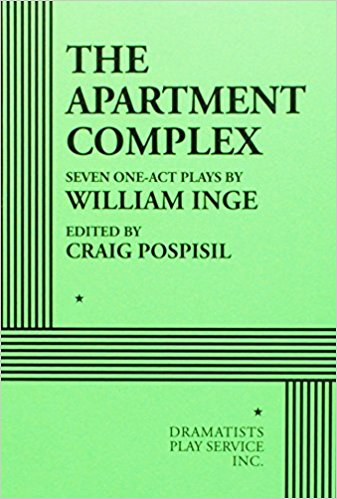 THE
APARTMENT
COMPLEX
SEVEN ONE-ACT PLAYS BY
WILLIAM INGE
EDITED BY
CRAIG POSPISIL
DRAMATISTS
PLAY SERVICE
INC.